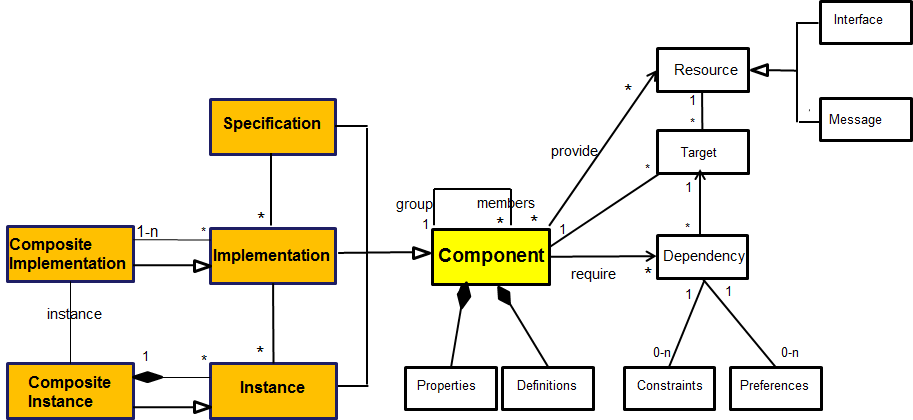 Interface
Resource
*
1
Message
Specification
*
provide
Target
*
group
members
*
1
*
*
1
1
*
*
1-n
*
Composite
Implementation
Implementation
Component
Dependency
require
*
instance
1
1
*
1
*
0-n
0-n
Composite
Instance
Instance
Properties
Definitions
Constraints
Preferences